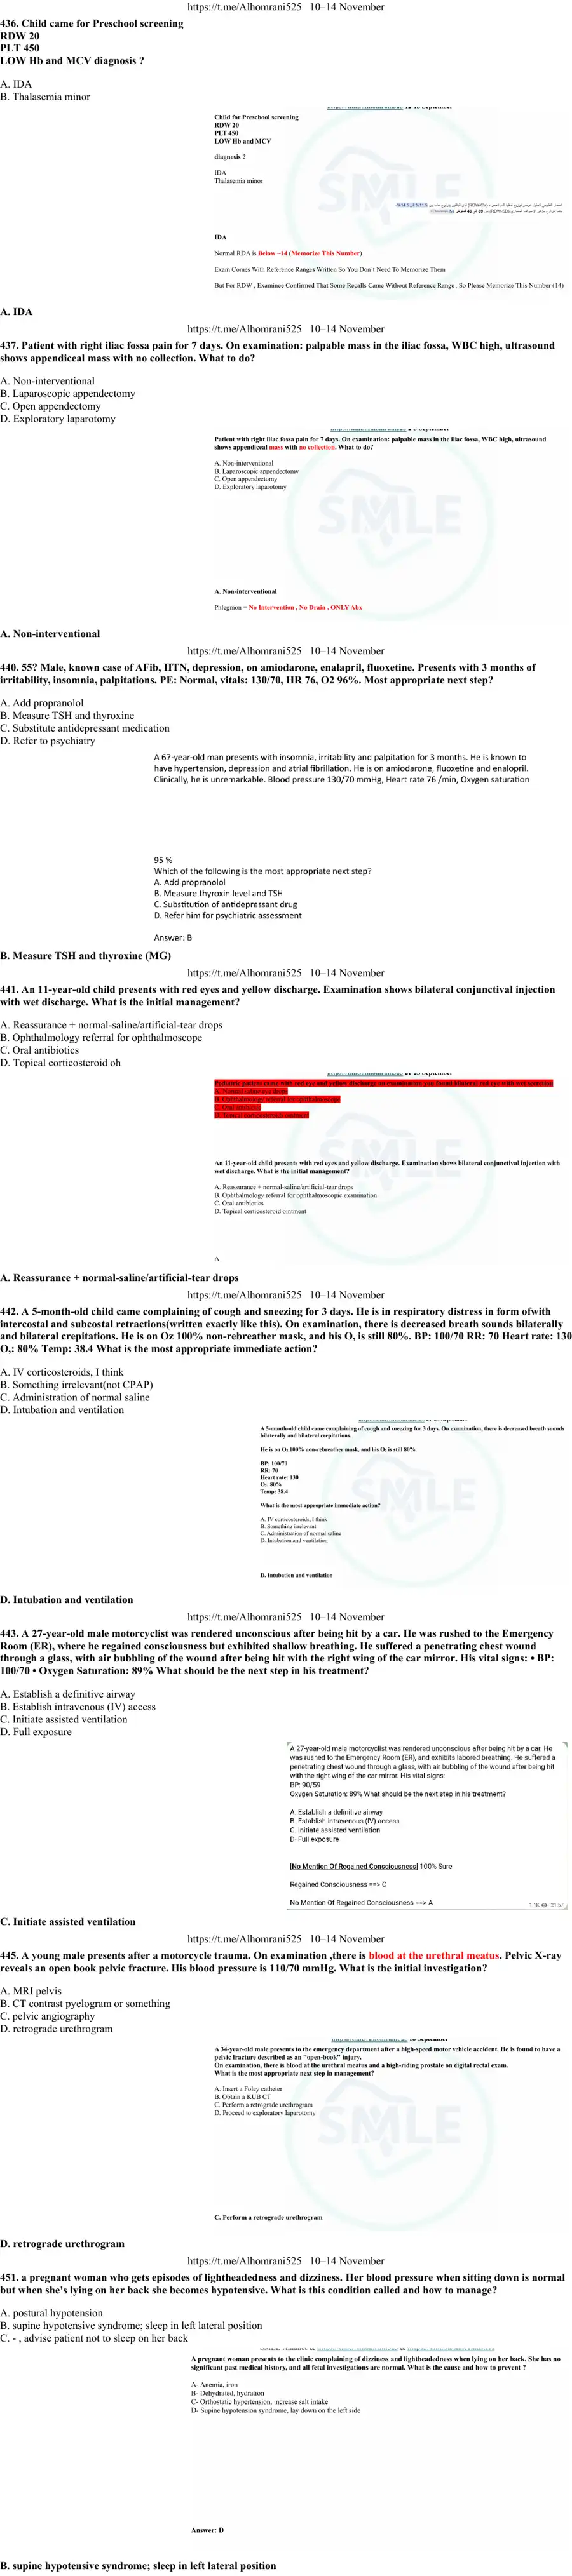 https://t.me/Alhomrani525 10–14 November
436. Child came for Preschool screening
RDW 20
PLT 450
LOW Hb and MCV diagnosis ?
A. IDA
B. Thalasemia minor
Child for Preschool screening
RDW 20
PLT 450
LOW Hb and MCV
diagnosis ?
IDA
Thalasemia minor
IDA
Normal RDA is Below ~14 (Memorize This Number)
Exam Comes With Reference Ranges Written So You Don't Need To Memorize Them
But For RDW , Examinee Confirmed That Some Recalls Came Without Reference Range . So Please Memorize This Number (14)
SMLE
A. IDA
https://t.me/Alhomrani525 10–14 November
437. Patient with right iliac fossa pain for 7 days. On examination: palpable mass in the iliac fossa, WBC high, ultrasound
shows appendiceal mass with no collection. What to do?
A. Non-interventional
B. Laparoscopic appendectomy
C. Open appendectomy
D. Exploratory laparotomy
Patient with right iliac fossa pain for 7 days. On examination: palpable mass in the iliac fossa, WBC high, ultrasound
shows appendiceal mass with no collection. What to do?
A. Non-interventional
B. Laparoscopic appendectomy
C. Open appendectomy
D. Exploratory laparotomy
SMLE
A. Non-interventional
Phlegmon = No Intervention , No Drain , ONLY Abx
A. Non-interventional
https://t.me/Alhomrani525 10–14 November
440. 55? Male, known case of AFib, HTN, depression, on amiodarone, enalapril, fluoxetine. Presents with 3 months of
irritability, insomnia, palpitations. PE: Normal, vitals: 130/70, HR 76, O2 96%. Most appropriate next step?
A. Add propranolol
B. Measure TSH and thyroxine
C. Substitute antidepressant medication
D. Refer to psychiatry
A 67-year-old man presents with insomnia, irritability and palpitation for 3 months. He is known to
have hypertension, depression and atrial fibrillation. He is on amiodarone, fluoxetine and enalopril.
Clinically, he is unremarkable. Blood pressure 130/70 mmHg, Heart rate 76 /min, Oxygen saturation
95 %
Which of the following is the most appropriate next step?
A. Add propranolol
B. Measure thyroxin level and TSH
C. Substitution of antidepressant drug
D. Refer him for psychiatric assessment
Answer: B
B. Measure TSH and thyroxine (MG)
https://t.me/Alhomrani525 10–14 November
441. An 11-year-old child presents with red eyes and yellow discharge. Examination shows bilateral conjunctival injection
with wet discharge. What is the initial management?
A. Reassurance + normal-saline/artificial-tear drops
B. Ophthalmology referral for ophthalmoscope
C. Oral antibiotics
D. Topical corticosteroid oh
Pediatric patient came with red eye and yellow discharge on examination you found bilateral red eye with wet secretion
A. Normal saline eye drops
B. Ophthalmology referral for ophthalmoscope
C. Oral antibiotic
D. Topical corticosteroids ointment
An 11-year-old child presents with red eyes and yellow discharge. Examination shows bilateral conjunctival injection with
wet discharge. What is the initial management?
A. Reassurance + normal-saline/artificial-tear drops
B. Ophthalmology referral for ophthalmoscopic examination
C. Oral antibiotics
D. Topical corticosteroid ointment
SMLE
A
A. Reassurance + normal-saline/artificial-tear drops
https://t.me/Alhomrani525 10–14 November
442. A 5-month-old child came complaining of cough and sneezing for 3 days. He is in respiratory distress in form ofwith
intercostal and subcostal retractions(written exactly like this). On examination, there is decreased breath sounds bilaterally
and bilateral crepitations. He is on Oz 100% non-rebreather mask, and his O, is still 80%. BP: 100/70 RR: 70 Heart rate: 130
O,: 80% Temp: 38.4 What is the most appropriate immediate action?
A. IV corticosteroids, I think
B. Something irrelevant(not CPAP)
C. Administration of normal saline
D. Intubation and ventilation
A 5-month-old child came complaining of cough and sneezing for 3 days. On examination, there is decreased breath sounds
bilaterally and bilateral crepitations.
He is on O₂ 100% non-rebreather mask, and his O₂ is still 80%.
BP: 100/70
RR: 70
Heart rate: 130
O₂: 80%
Temp: 38.4
What is the most appropriate immediate action?
A. IV corticosteroids, I think
B. Something irrelevant
C. Administration of normal saline
D. Intubation and ventilation
SMLE
D. Intubation and ventilation
D. Intubation and ventilation
https://t.me/Alhomrani525 10–14 November
443. A 27-year-old male motorcyclist was rendered unconscious after being hit by a car. He was rushed to the Emergency
Room (ER), where he regained consciousness but exhibited shallow breathing. He suffered a penetrating chest wound
through a glass, with air bubbling of the wound after being hit with the right wing of the car mirror. His vital signs: • BP:
100/70 • Oxygen Saturation: 89% What should be the next step in his treatment?
A. Establish a definitive airway
B. Establish intravenous (IV) access
C. Initiate assisted ventilation
D. Full exposure
A 27-year-old male motorcyclist was rendered unconscious after being hit by a car. He
was rushed to the Emergency Room (ER), and exhibits labored breathing. He suffered a
penetrating chest wound through a glass, with air bubbling of the wound after being hit
with the right wing of the car mirror. His vital signs:
BP: 90/59
Oxygen Saturation: 89% What should be the next step in his treatment?
A. Establish a definitive airway
B. Establish intravenous (IV) access
C. Initiate assisted ventilation
D- Full exposure
[No Mention Of Regained Consciousness] 100% Sure
Regained Consciousness ==> C
No Mention Of Regained Consciousness ==> A
1.1K 21:57
C. Initiate assisted ventilation
https://t.me/Alhomrani525 10–14 November
445. A young male presents after a motorcycle trauma. On examination ,there is blood at the urethral meatus. Pelvic X-ray
reveals an open book pelvic fracture. His blood pressure is 110/70 mmHg. What is the initial investigation?
A. MRI pelvis
B. CT contrast pyelogram or something
C. pelvic angiography
D. retrograde urethrogram
A 34-year-old male presents to the emergency department after a high-speed motor vehicle accident. He is found to have a
pelvic fracture described as an "open-book" injury.
On examination, there is blood at the urethral meatus and a high-riding prostate on digital rectal exam.
What is the most appropriate next step in management?
A. Insert a Foley catheter
B. Obtain a KUB CT
C. Perform a retrograde urethrogram
D. Proceed to exploratory laparotomy
SMLE
C. Perform a retrograde urethrogram
D. retrograde urethrogram
https://t.me/Alhomrani525 10–14 November
451. a pregnant woman who gets episodes of lightheadedness and dizziness. Her blood pressure when sitting down is normal
but when she's lying on her back she becomes hypotensive. What is this condition called and how to manage?
A. postural hypotension
B. supine hypotensive syndrome; sleep in left lateral position
C. - , advise patient not to sleep on her back
A pregnant woman presents to the clinic complaining of dizziness and lightheadedness when lying on her back. She has no
significant past medical history, and all fetal investigations are normal. What is the cause and how to prevent ?
A- Anemia, iron
B- Dehydrated, hydration
C- Orthostatic hypertension, increase salt intake
D- Supine hypotension syndrome, lay down on the left side
Answer: D
B. supine hypotensive syndrome; sleep in left lateral position